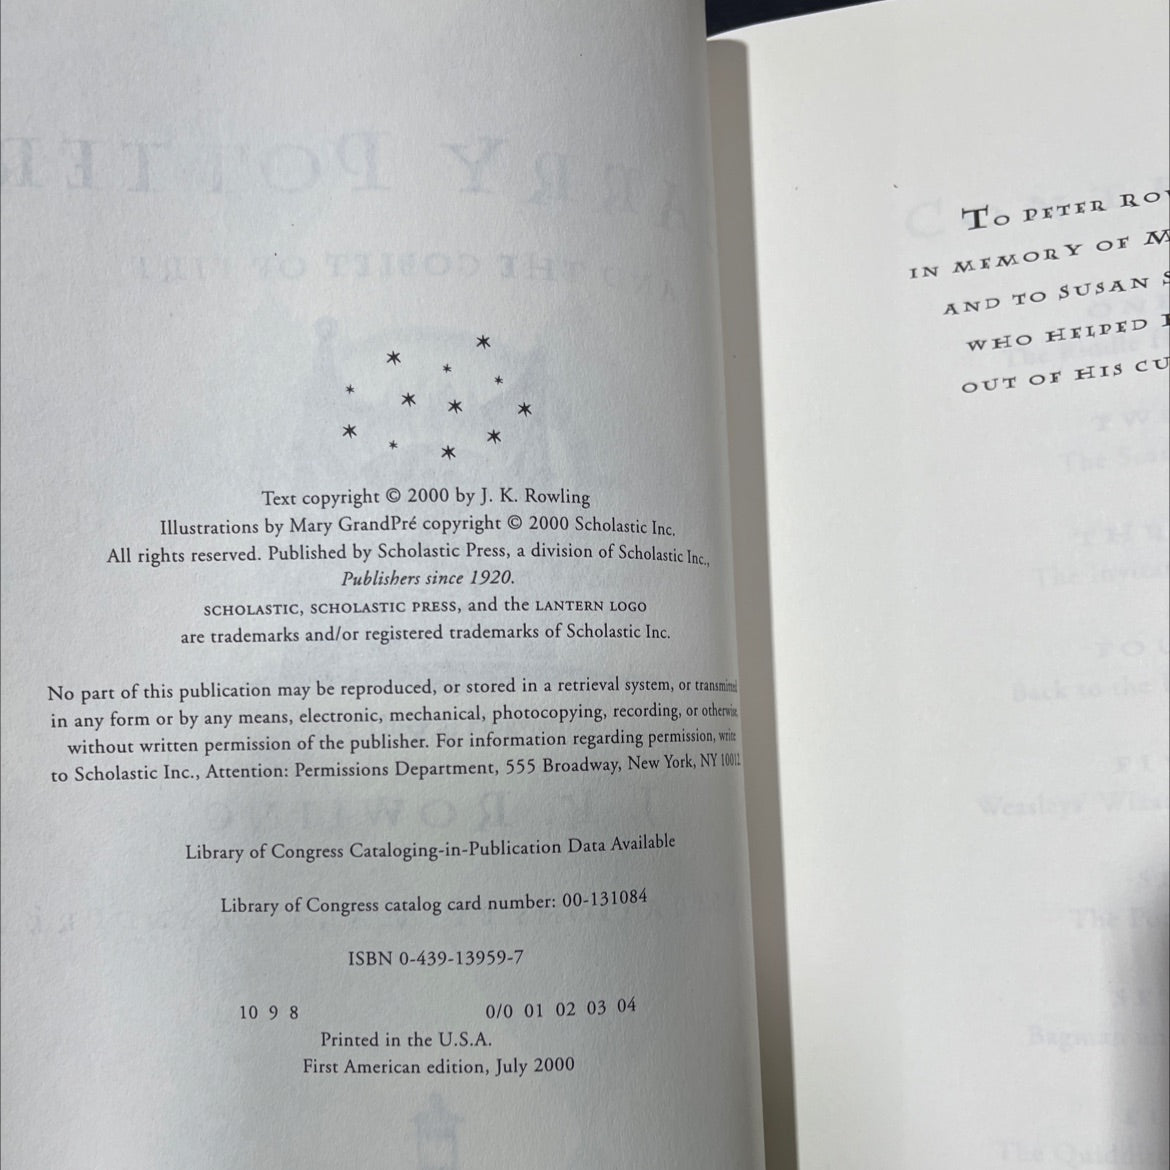 Text copyright © 2000 by J. K. Rowling
Illustrations by Mary GrandPré copyright © 2000 Scholastic Inc.
All rights reserved. Published by Scholastic Press, a division of Scholastic Inc.,
Publishers since 1920.
SCHOLASTIC, SCHOLASTIC PRESS, and the LANTERN LOGO
are trademarks and/or registered trademarks of Scholastic Inc.
No part of this publication may be reproduced, or stored in a retrieval system, or transmitted
in any form or by any means, electronic, mechanical, photocopying, recording, or otherwise,
without written permission of the publisher. For information regarding permission, write
to Scholastic Inc., Attention: Permissions Department, 555 Broadway, New York, NY 10012
Library of Congress Cataloging-in-Publication Data Available
Library of Congress catalog card number: 00-131084
ISBN 0-439-13959-7
10 9 8 0/0 01 02 03 04
Printed in the U.S.A.
First American edition, July 2000
TO PETER
IN MEMORY OF
AND TO SUSAN
WHO HELPED
OUT OF HIS